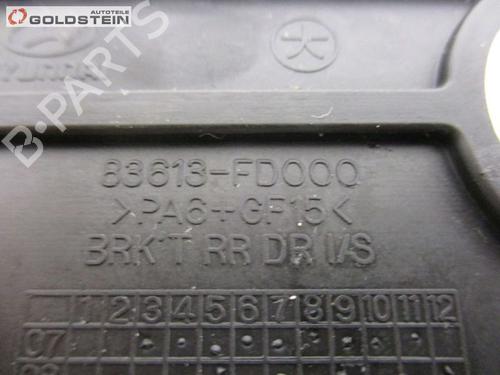 GOLDSTEIN AUTOTEILE
HYUNDAI
大
83613-FD000
>PA6+GF15<
BRK'T RR DR I/S
1 2 3 4 5 6 7 8 9 10 11 12
07